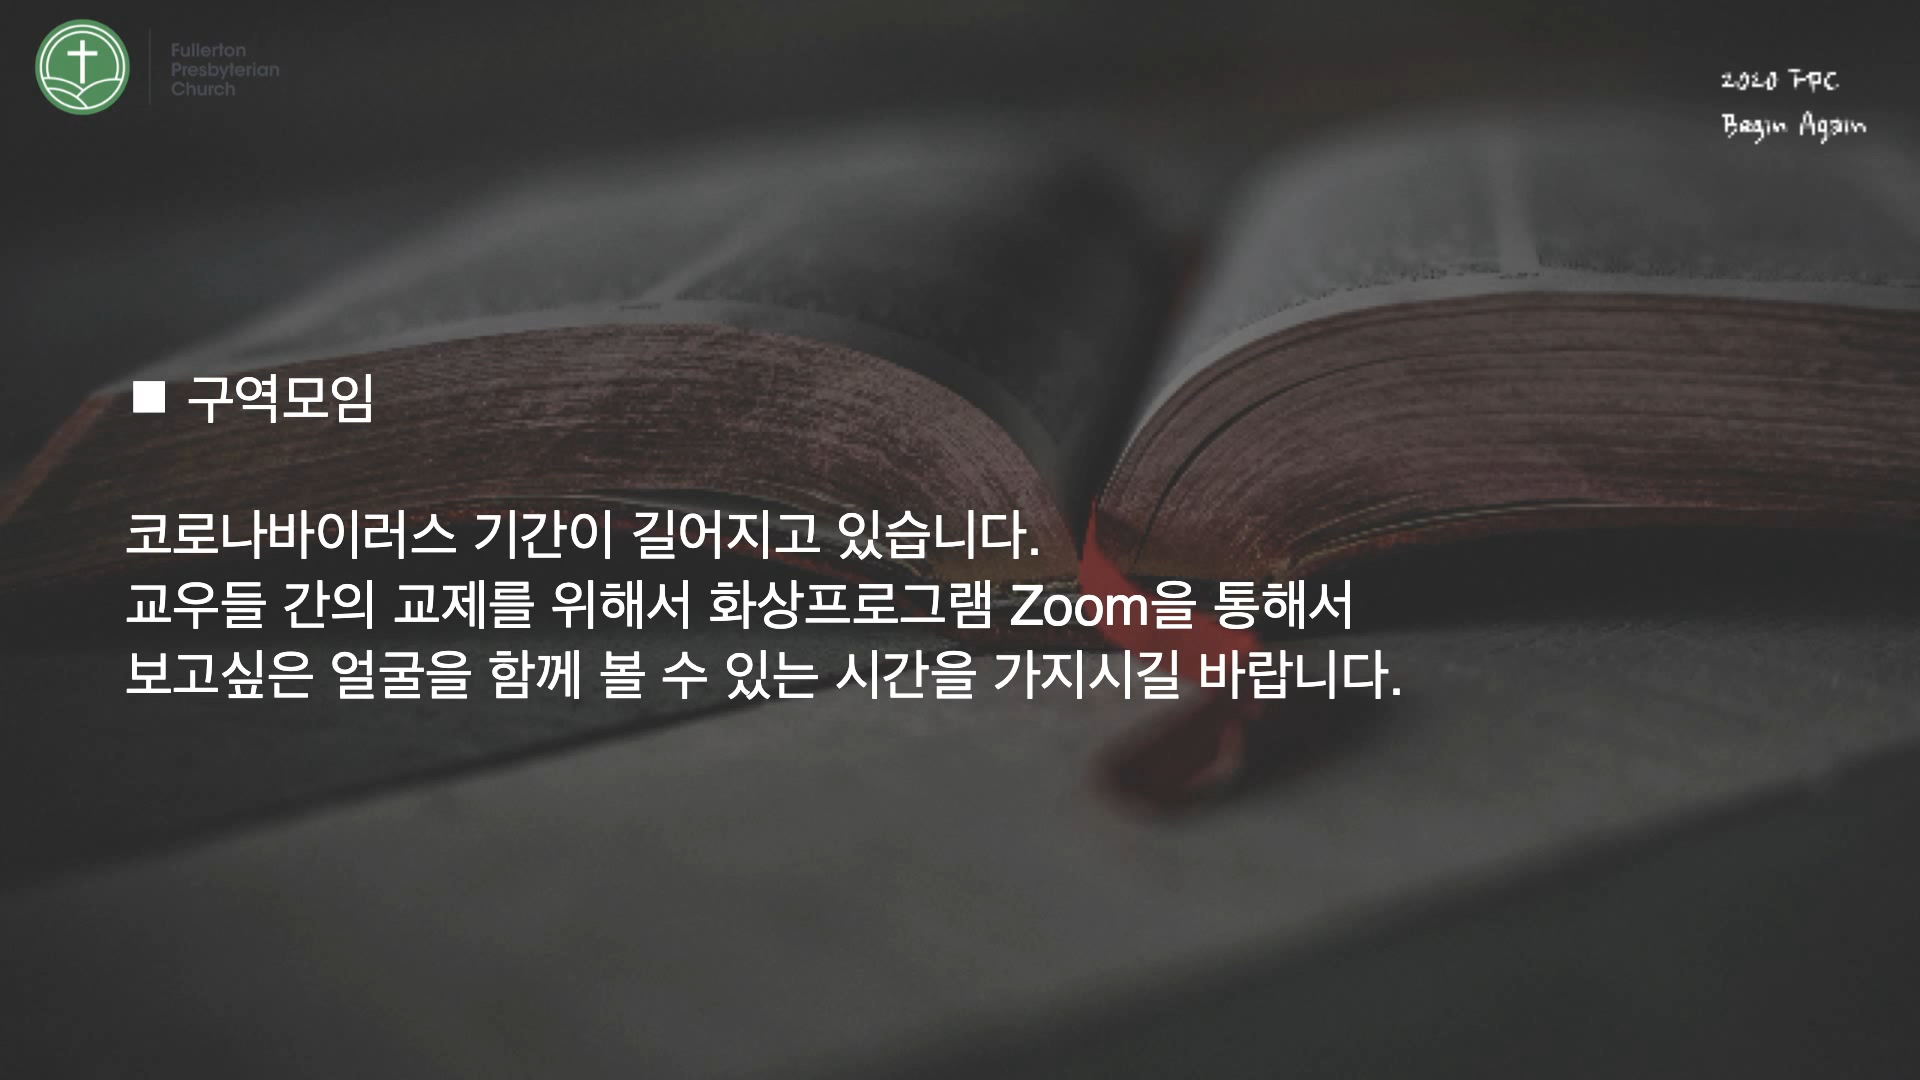 Fullerton
Presbyterian
Church
2020 FPC
Begin Again
■ 구역모임
코로나바이러스 기간이 길어지고 있습니다.
교우들 간의 교제를 위해서 화상프로그램 Zoom을 통해서
보고싶은 얼굴을 함께 볼 수 있는 시간을 가지시길 바랍니다.